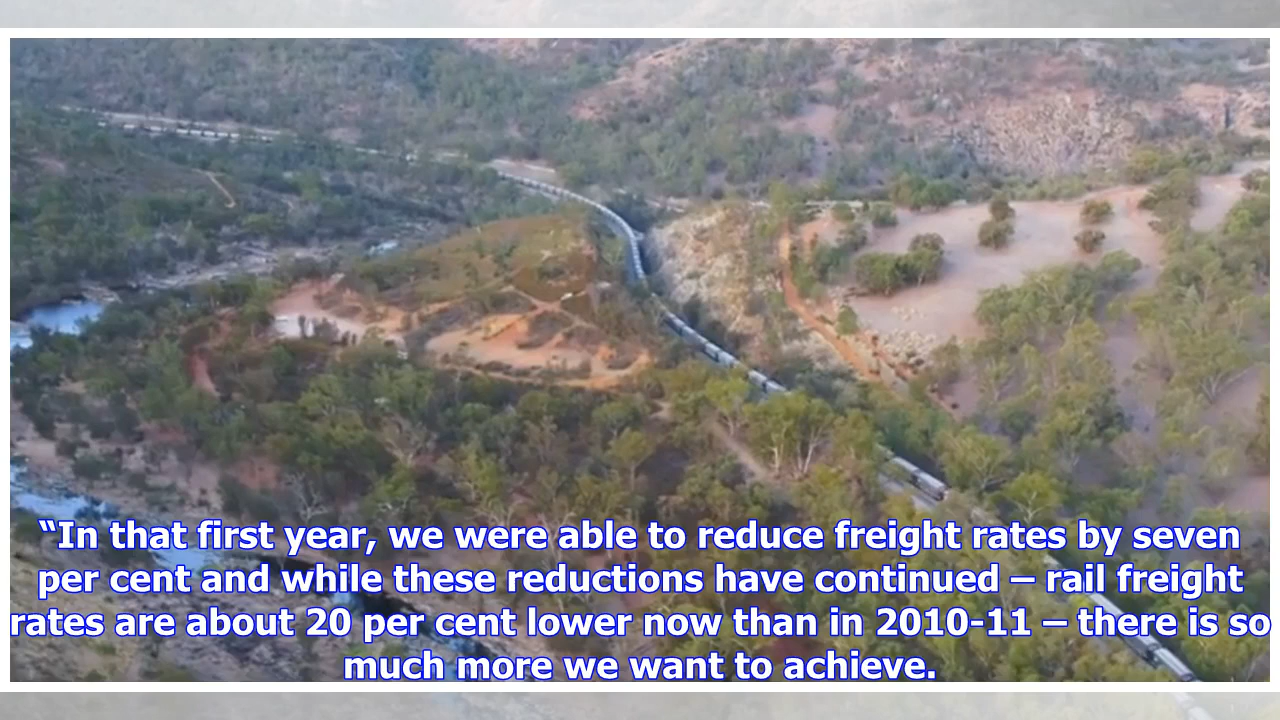 “In that first year, we were able to reduce freight rates by seven
per cent and while these reductions have continued – rail freight
rates are about 20 per cent lower now than in 2010-11 – there is so
much more we want to achieve.